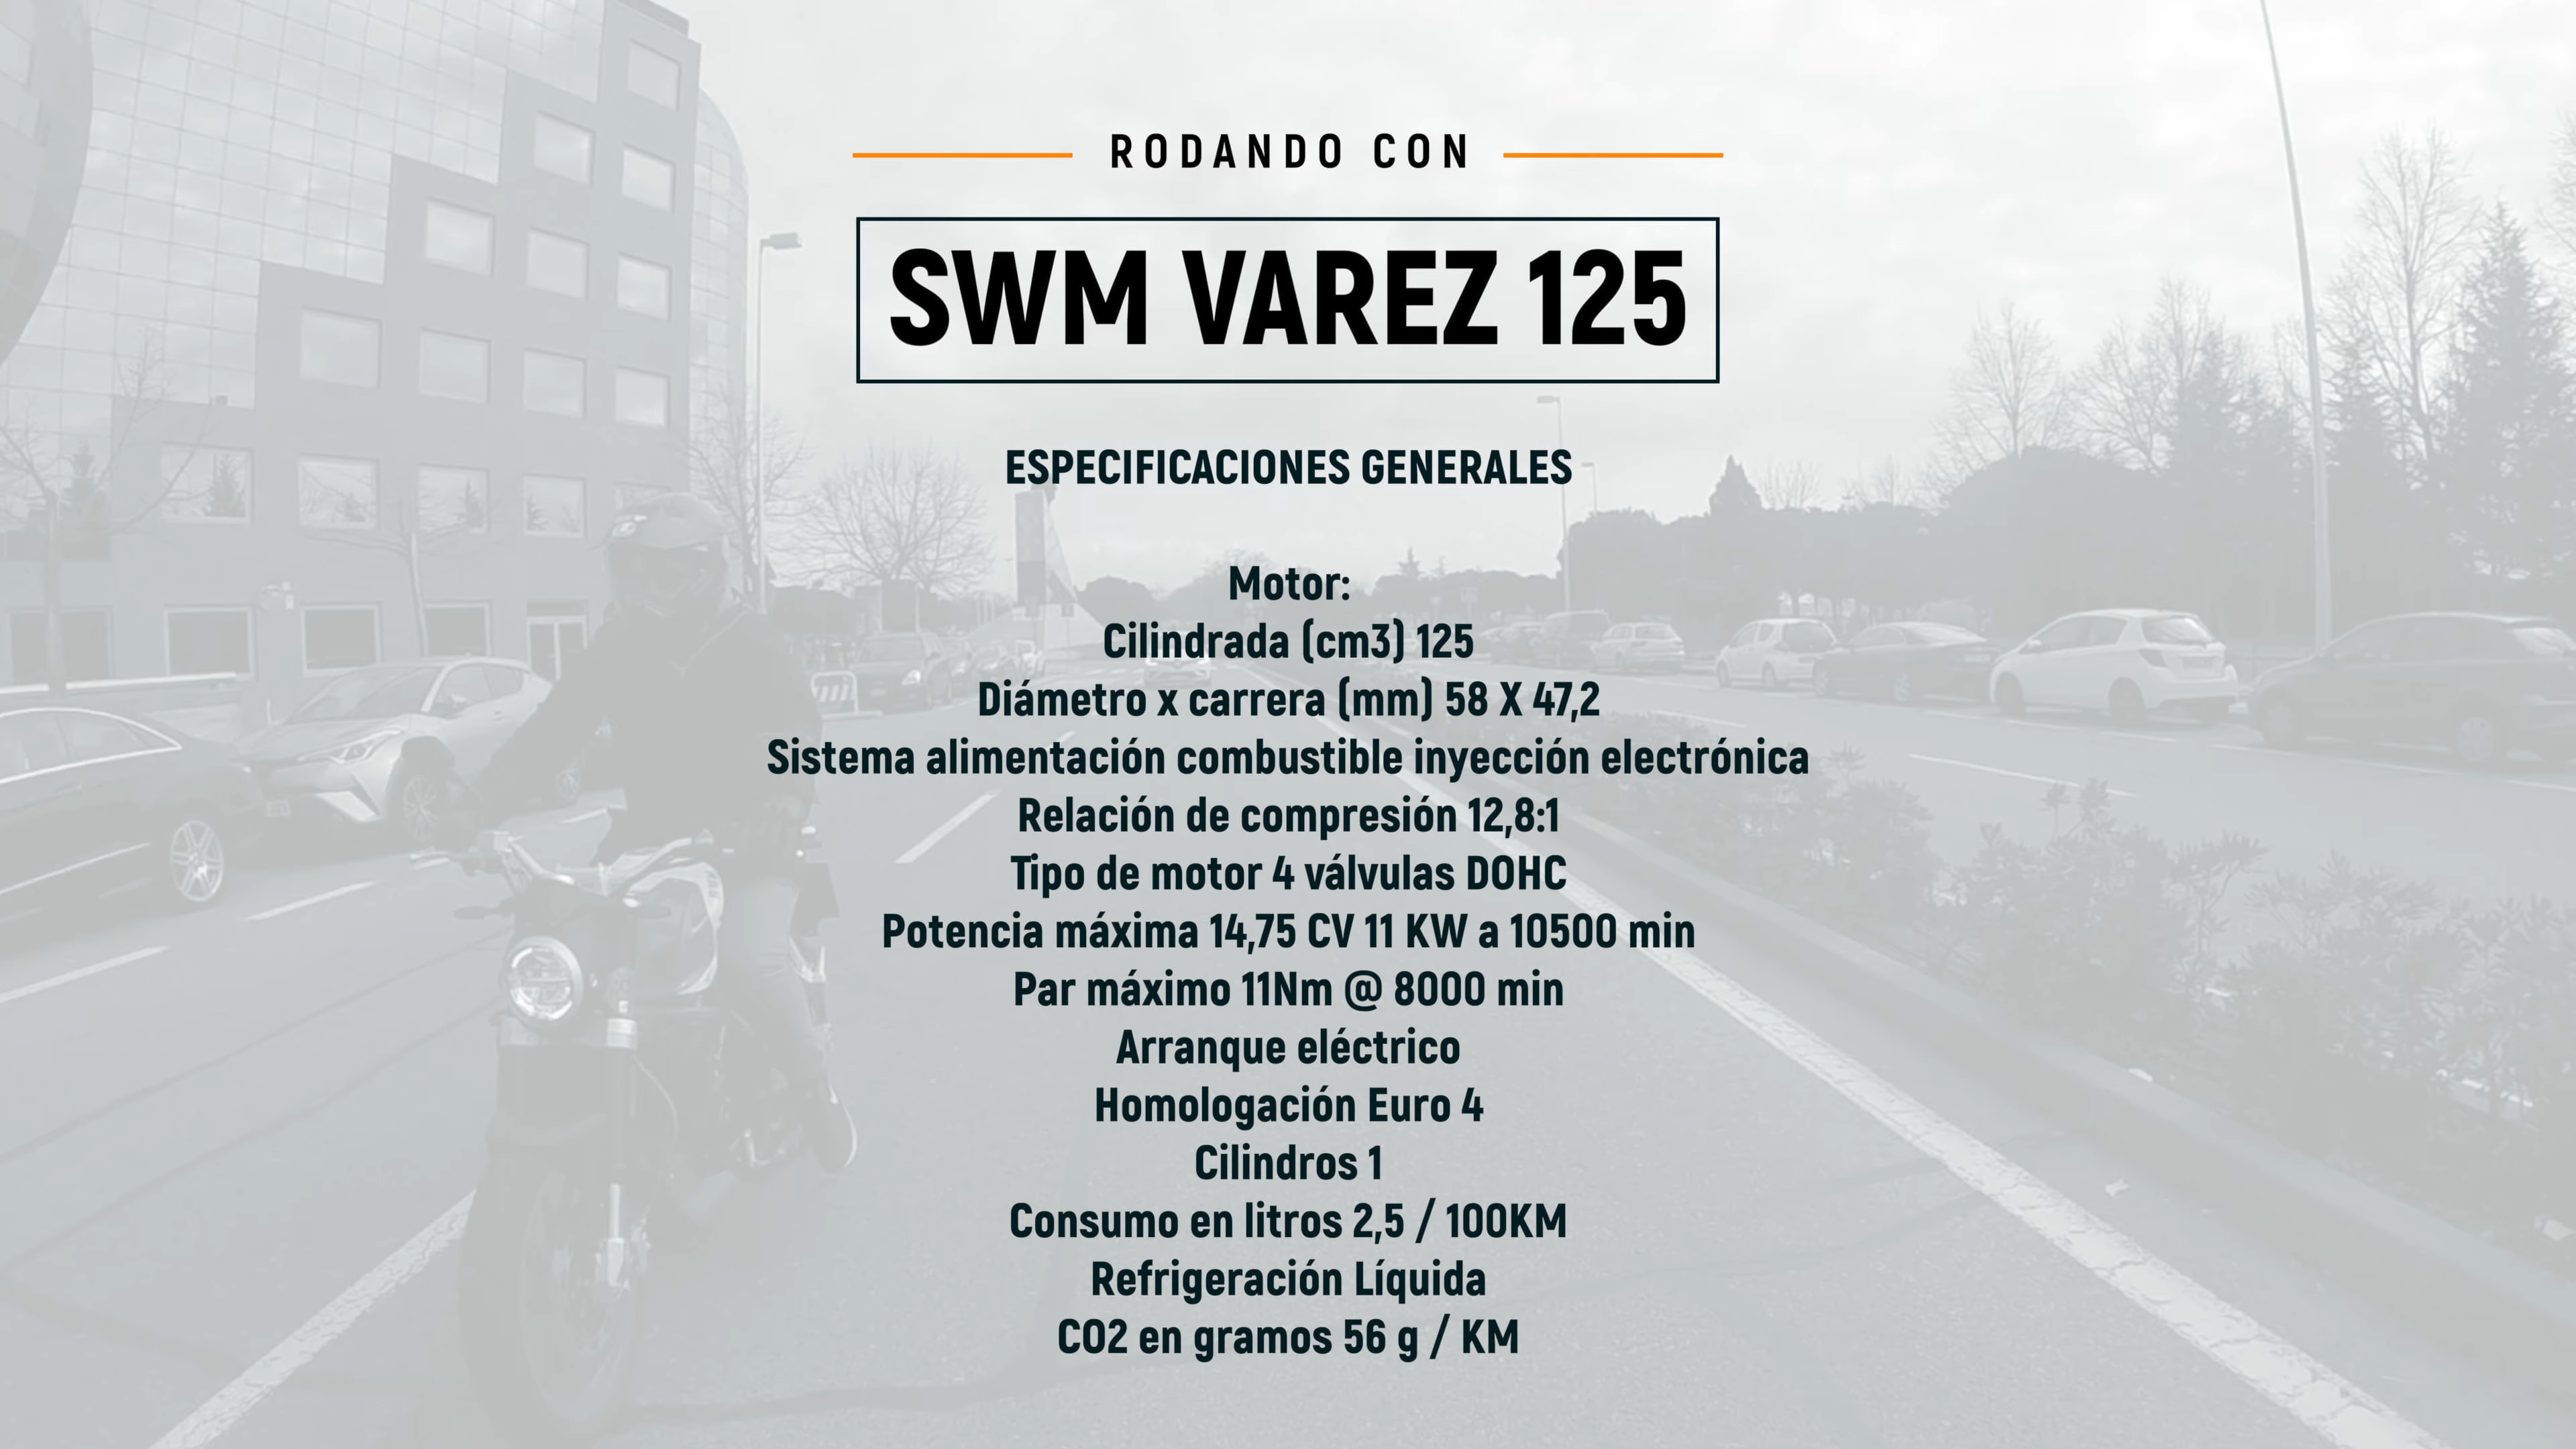 RODANDO CON
SWM VAREZ 125
ESPECIFICACIONES GENERALES
Motor:
Cilindrada (cm3) 125
Diámetro x carrera (mm) 58 X 47,2
Sistema alimentación combustible inyección electrónica
Relación de compresión 12,8:1
Tipo de motor 4 válvulas DOHC
Potencia máxima 14,75 CV 11 KW a 10500 min
Par máximo 11Nm @ 8000 min
Arranque eléctrico
Homologación Euro 4
Cilindros 1
Consumo en litros 2,5 / 100KM
Refrigeración Líquida
CO2 en gramos 56 g / KM